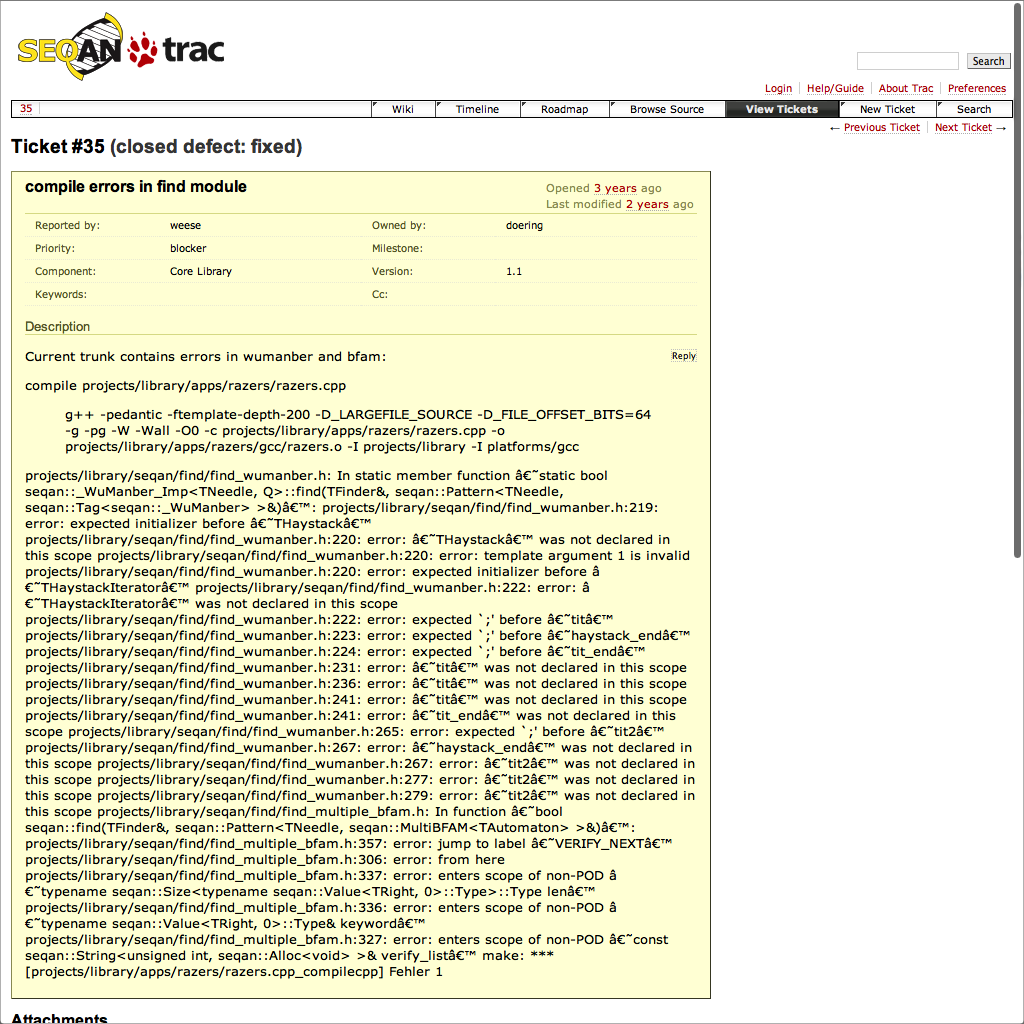 SEQAN trac
Search
Login Help/Guide About Trac Preferences
35 Wiki Timeline Roadmap Browse Source View Tickets New Ticket Search
← Previous Ticket Next Ticket →
Ticket #35 (closed defect: fixed)
compile errors in find module
Opened 3 years ago
Last modified 2 years ago
Reported by: weese Owned by: doering
Priority: blocker Milestone:
Component: Core Library Version: 1.1
Keywords: Cc:
Description
Current trunk contains errors in wumanber and bfam: Reply
compile projects/library/apps/razers/razers.cpp
g++ -pedantic -ftemplate-depth-200 -D_LARGEFILE_SOURCE -D_FILE_OFFSET_BITS=64
-g -pg -W -Wall -O0 -c projects/library/apps/razers/razers.cpp -o
projects/library/apps/razers/gcc/razers.o -I projects/library -I platforms/gcc
projects/library/seqan/find/find_wumanber.h: In static member function â€˜static bool
seqan::_WuManber_Imp<TNeedle, Q>::find(TFinder&, seqan::Pattern<TNeedle,
seqan::Tag<seqan::_WuManber> >&)â€™: projects/library/seqan/find/find_wumanber.h:219:
error: expected initializer before â€˜THaystackâ€™
projects/library/seqan/find/find_wumanber.h:220: error: â€˜THaystackâ€™ was not declared in
this scope projects/library/seqan/find/find_wumanber.h:220: error: template argument 1 is invalid
projects/library/seqan/find/find_wumanber.h:220: error: expected initializer before â
€˜THaystackIteratorâ€™ projects/library/seqan/find/find_wumanber.h:222: error: â
€˜THaystackIteratorâ€™ was not declared in this scope
projects/library/seqan/find/find_wumanber.h:222: error: expected `;' before â€˜titâ€™
projects/library/seqan/find/find_wumanber.h:223: error: expected `;' before â€˜haystack_endâ€™
projects/library/seqan/find/find_wumanber.h:224: error: expected `;' before â€˜tit_endâ€™
projects/library/seqan/find/find_wumanber.h:231: error: â€˜titâ€™ was not declared in this scope
projects/library/seqan/find/find_wumanber.h:236: error: â€˜titâ€™ was not declared in this scope
projects/library/seqan/find/find_wumanber.h:241: error: â€˜titâ€™ was not declared in this scope
projects/library/seqan/find/find_wumanber.h:241: error: â€˜tit_endâ€™ was not declared in this
scope projects/library/seqan/find/find_wumanber.h:265: error: expected `;' before â€˜tit2â€™
projects/library/seqan/find/find_wumanber.h:267: error: â€˜haystack_endâ€™ was not declared in
this scope projects/library/seqan/find/find_wumanber.h:267: error: â€˜tit2â€™ was not declared in
this scope projects/library/seqan/find/find_wumanber.h:277: error: â€˜tit2â€™ was not declared in
this scope projects/library/seqan/find/find_wumanber.h:279: error: â€˜tit2â€™ was not declared in
this scope projects/library/seqan/find/find_multiple_bfam.h: In function â€˜bool
seqan::find(TFinder&, seqan::Pattern<TNeedle, seqan::MultiBFAM<TAutomaton> >&)â€™:
projects/library/seqan/find/find_multiple_bfam.h:357: error: jump to label â€˜VERIFY_NEXTâ€™
projects/library/seqan/find/find_multiple_bfam.h:306: error: from here
projects/library/seqan/find/find_multiple_bfam.h:337: error: enters scope of non-POD â
€˜typename seqan::Size<typename seqan::Value<TRight, 0>::Type>::Type lenâ€™
projects/library/seqan/find/find_multiple_bfam.h:336: error: enters scope of non-POD â
€˜typename seqan::Value<TRight, 0>::Type& keywordâ€™
projects/library/seqan/find/find_multiple_bfam.h:327: error: enters scope of non-POD â€˜const
seqan::String<unsigned int, seqan::Alloc<void> >& verify_listâ€™ make: ***
[projects/library/apps/razers/razers.cpp_compilecpp] Fehler 1
Attachments